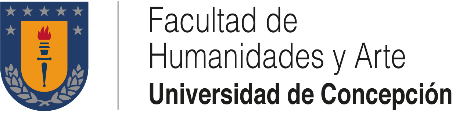 Facultad de
Humanidades y Arte
Universidad de Concepción